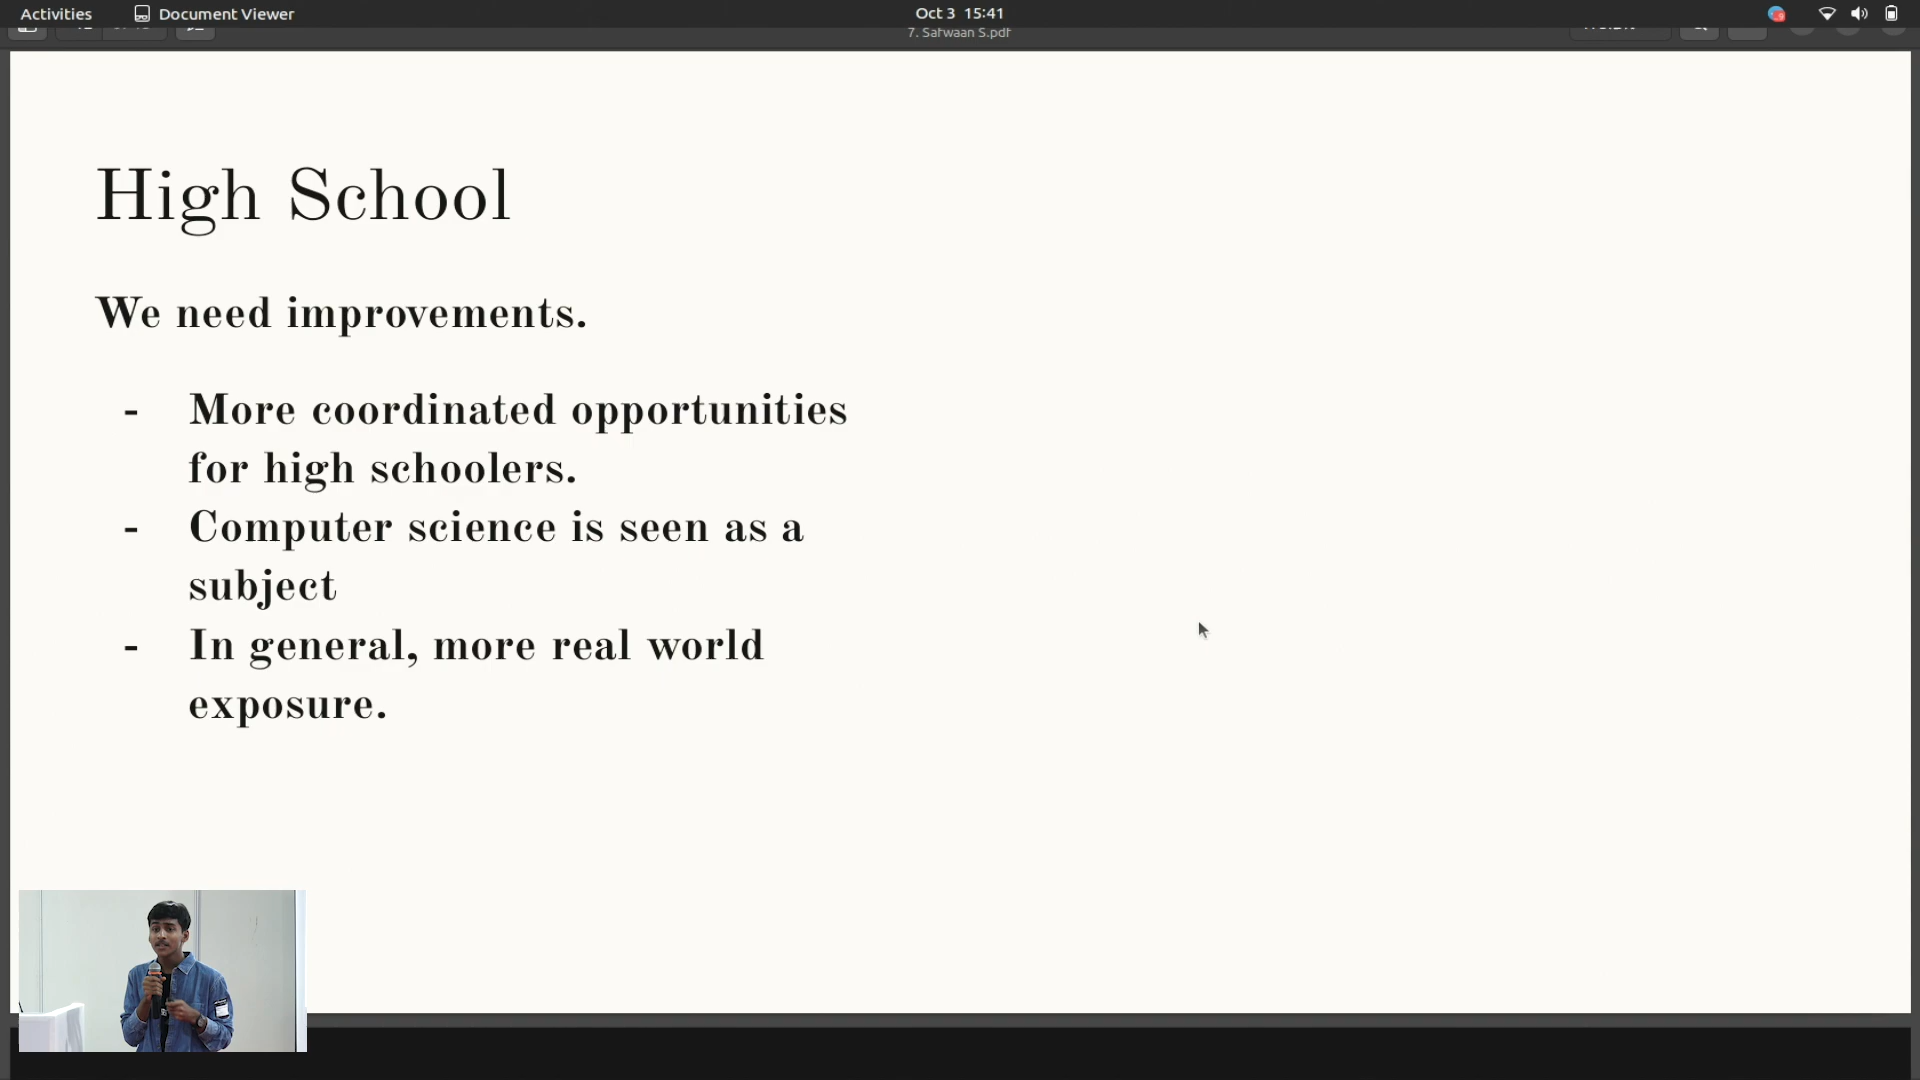 Activities
Document Viewer
Oct 3 15:41
7. Safwaan S.pdf
High School
We need improvements.
- More coordinated opportunities
for high schoolers.
- Computer science is seen as a
subject
- In general, more real world
exposure.